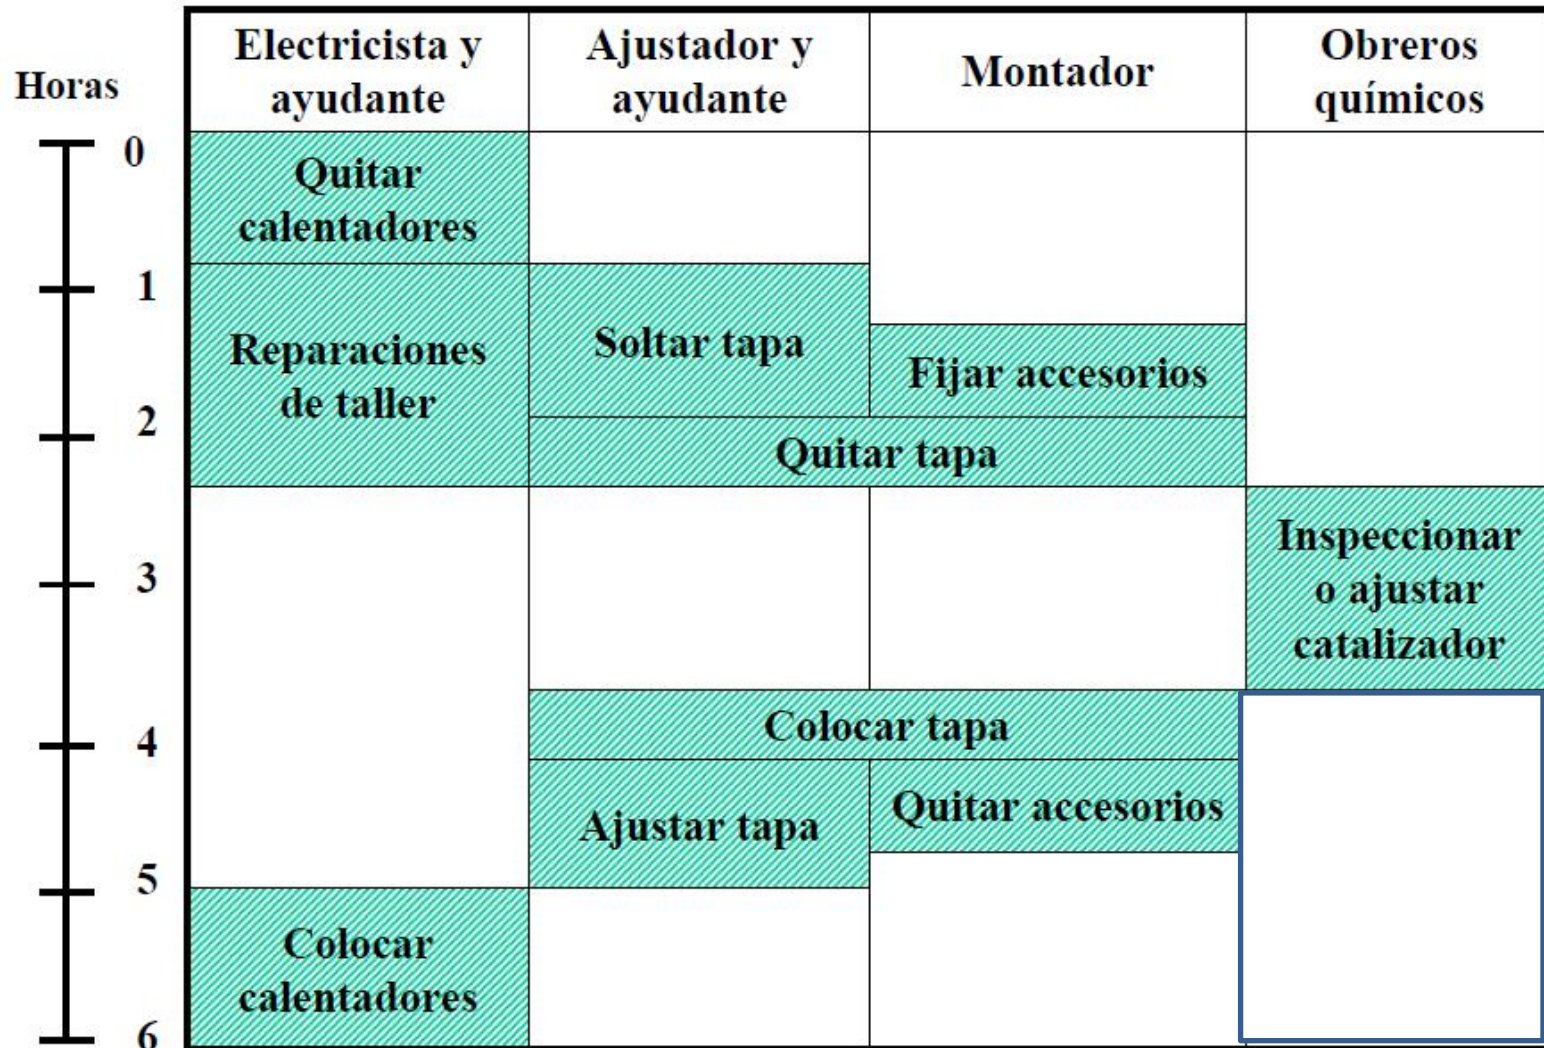 Horas
Electricista y
ayudante
Ajustador y
ayudante
Montador
Obreros
químicos
0
Quitar
calentadores
1
Reparaciones
de taller
Soltar tapa
Fijar accesorios
2
Quitar tapa
Inspeccionar
o ajustar
catalizador
3
Colocar tapa
4
Ajustar tapa
Quitar accesorios
5
Colocar
calentadores
6